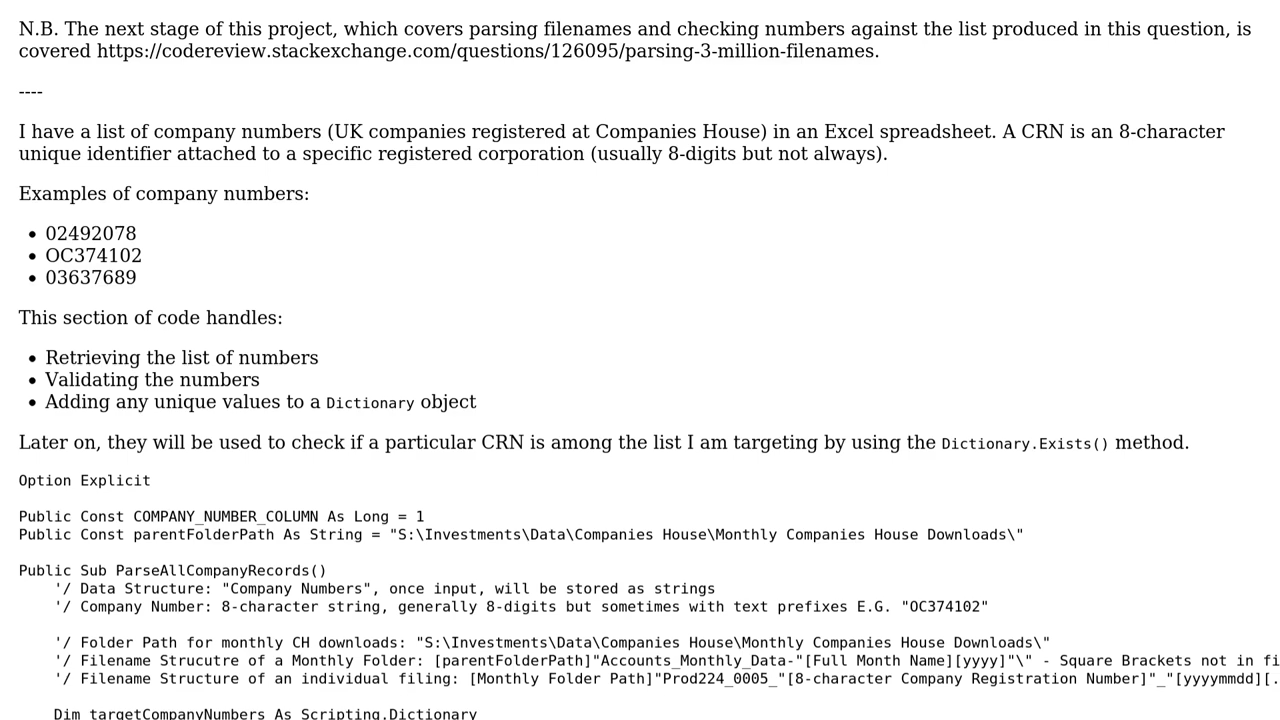 N.B. The next stage of this project, which covers parsing filenames and checking numbers against the list produced in this question, is
covered https://codereview.stackexchange.com/questions/126095/parsing-3-million-filenames.
----
I have a list of company numbers (UK companies registered at Companies House) in an Excel spreadsheet. A CRN is an 8-character
unique identifier attached to a specific registered corporation (usually 8-digits but not always).
Examples of company numbers:
• 02492078
• OC374102
• 03637689
This section of code handles:
• Retrieving the list of numbers
• Validating the numbers
• Adding any unique values to a Dictionary object
Later on, they will be used to check if a particular CRN is among the list I am targeting by using the Dictionary.Exists() method.
Option Explicit
Public Const COMPANY_NUMBER_COLUMN As Long = 1
Public Const parentFolderPath As String = "S:\Investments\Data\Companies House\Monthly Companies House Downloads\"
Public Sub ParseAllCompanyRecords()
'/ Data Structure: "Company Numbers", once input, will be stored as strings
'/ Company Number: 8-character string, generally 8-digits but sometimes with text prefixes E.G. "OC374102"
'/ Folder Path for monthly CH downloads: "S:\Investments\Data\Companies House\Monthly Companies House Downloads\"
'/ Filename Strucutre of a Monthly Folder: [parentFolderPath]"Accounts_Monthly_Data-"[Full Month Name][yyyy]"\" - Square Brackets not in fi
'/ Filename Structure of an individual filing: [Monthly Folder Path]"Prod224_0005_"[8-character Company Registration Number]"_"[yyyymmdd][.
Dim targetCompanyNumbers As Scripting.Dictionary